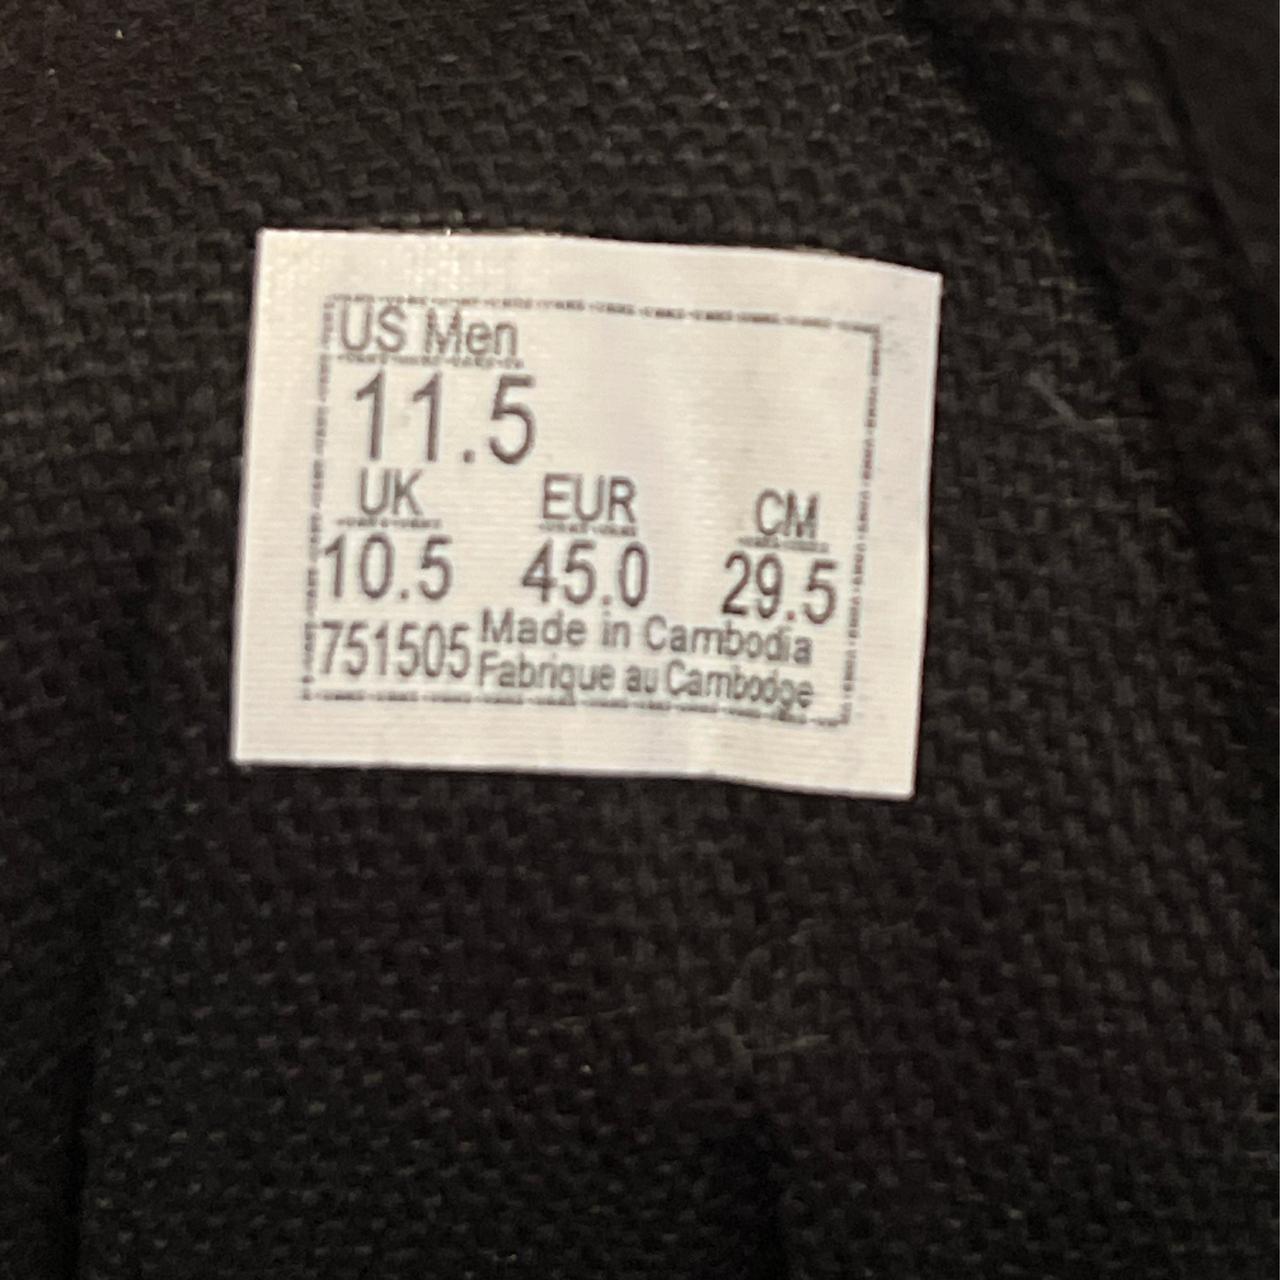 US Men
11.5
UK EUR CM
10.5 45.0 29.5
751505 Made in Cambodia
Fabrique au Cambodge